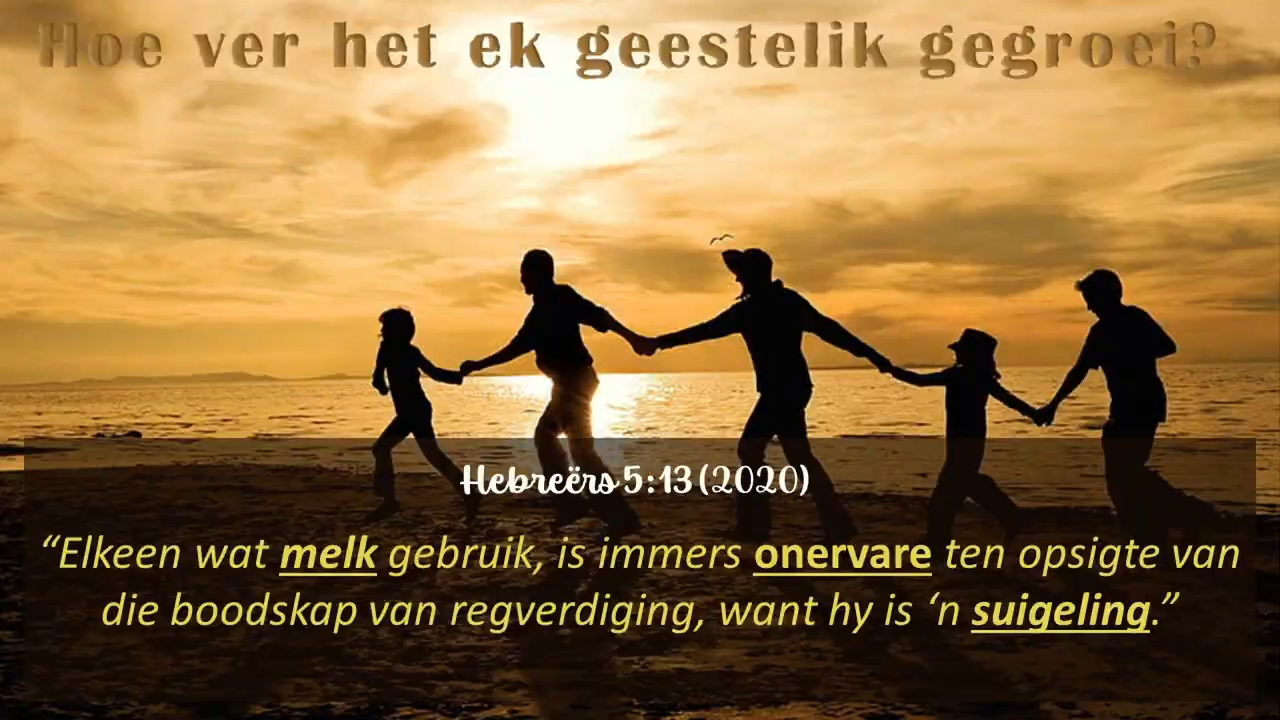 Hoe ver het ek geestelik gegroei?
Hebreërs 5:13 (2020)
“Elkeen wat melk gebruik, is immers onervare ten opsigte van
die boodskap van regverdiging, want hy is ‘n suigeling.”